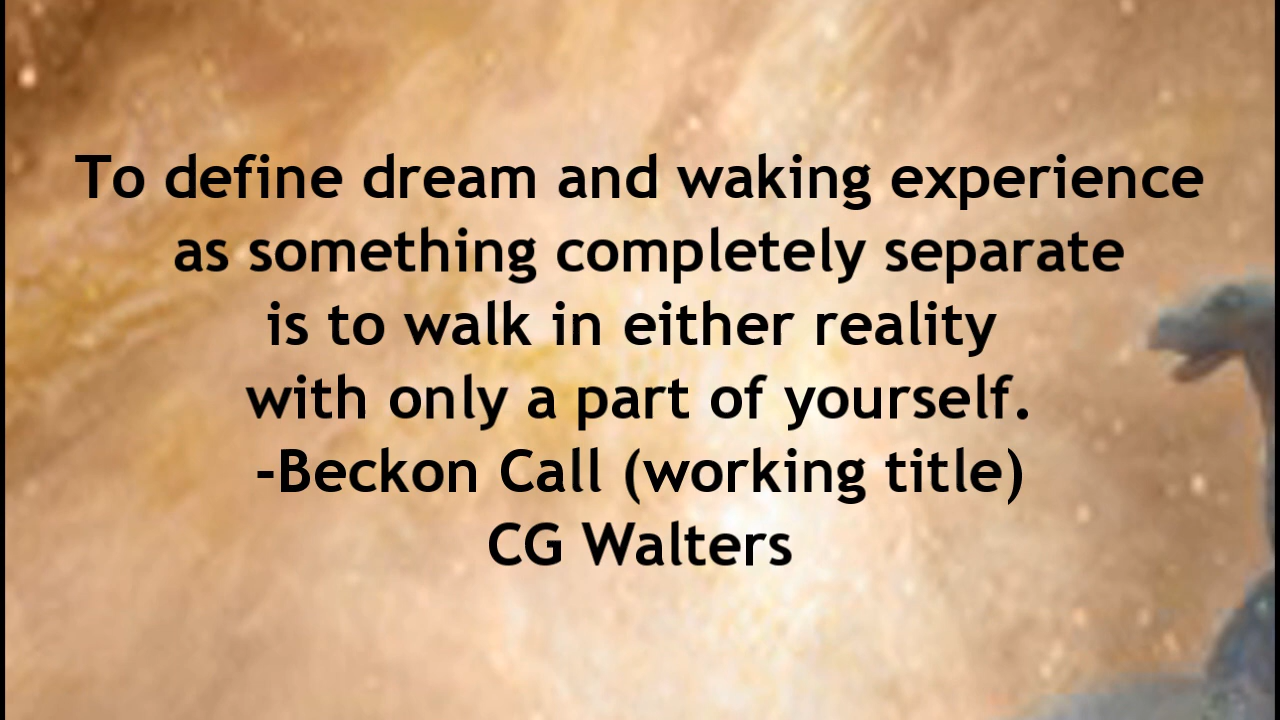 To define dream and waking experience
as something completely separate
is to walk in either reality
with only a part of yourself.
-Beckon Call (working title)
CG Walters